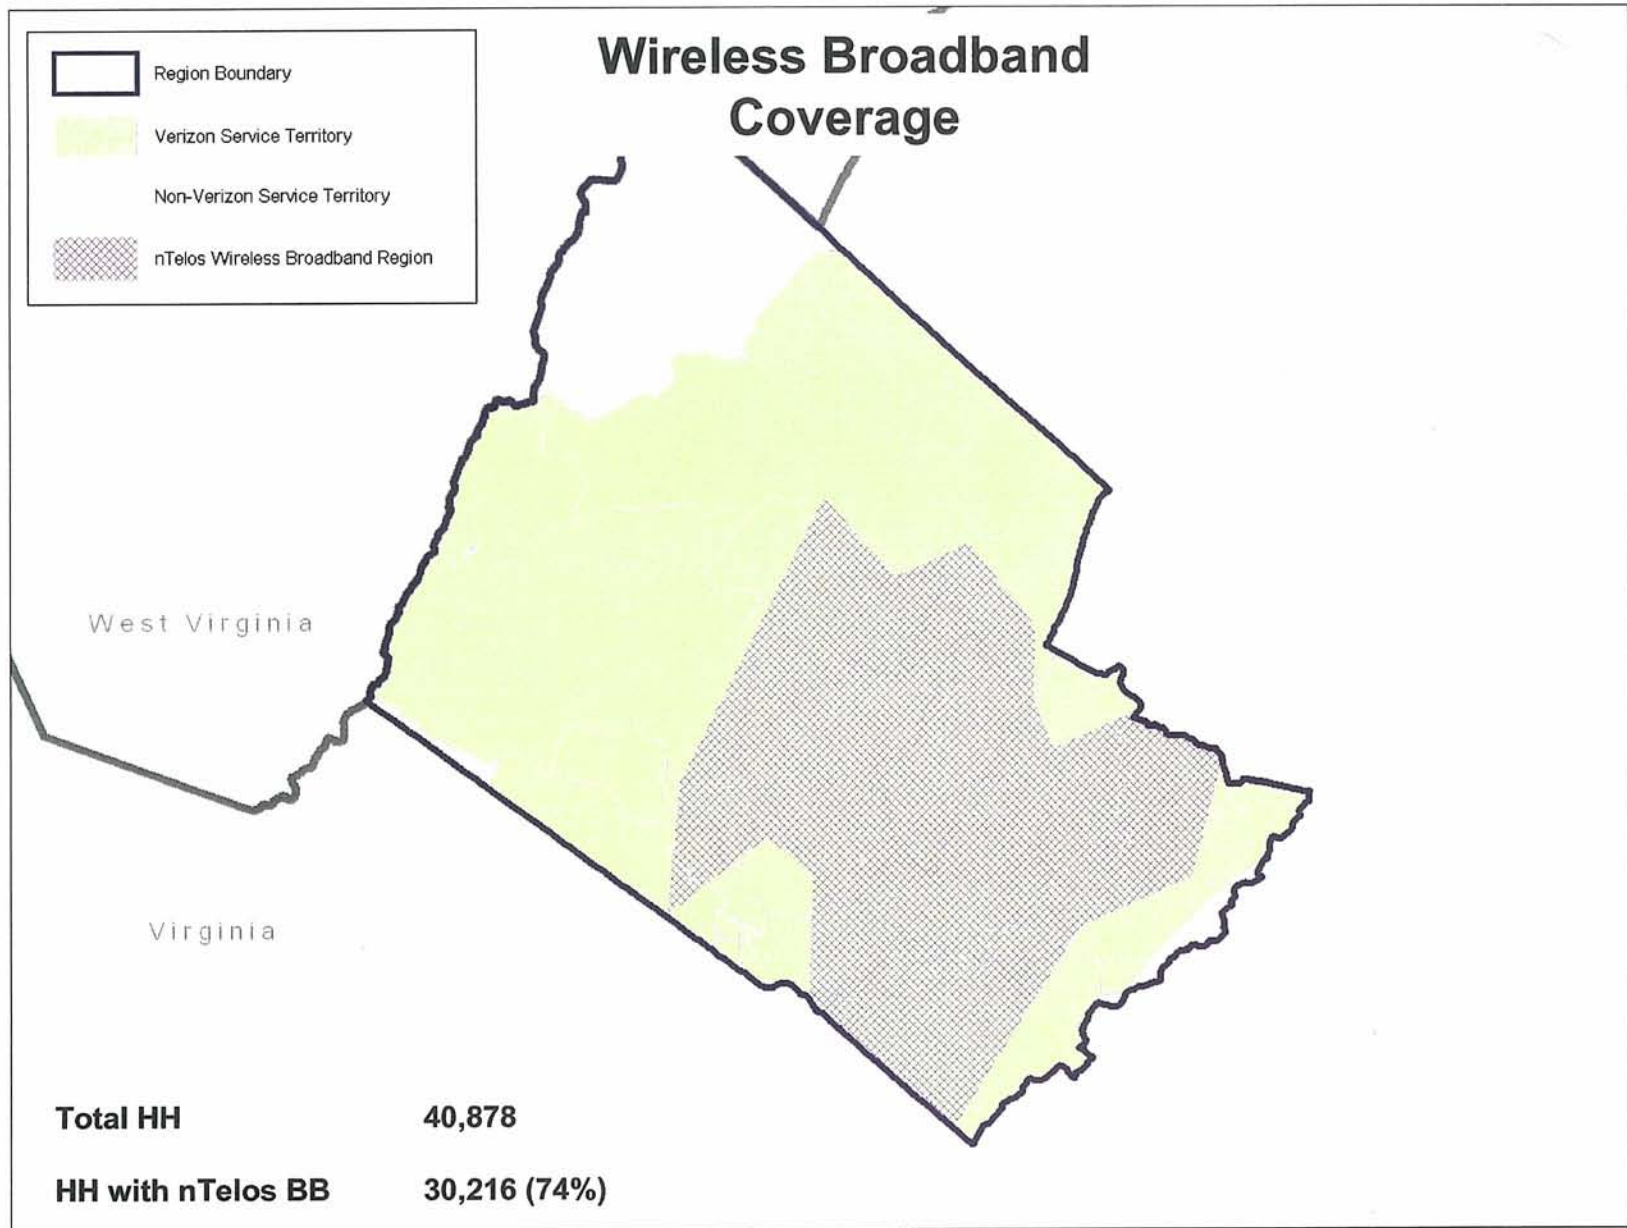 Wireless Broadband
Coverage
Region Boundary
Verizon Service Territory
Non-Verizon Service Territory
nTelos Wireless Broadband Region
West Virginia
Virginia
Total HH 40,878
HH with nTelos BB 30,216 (74%)